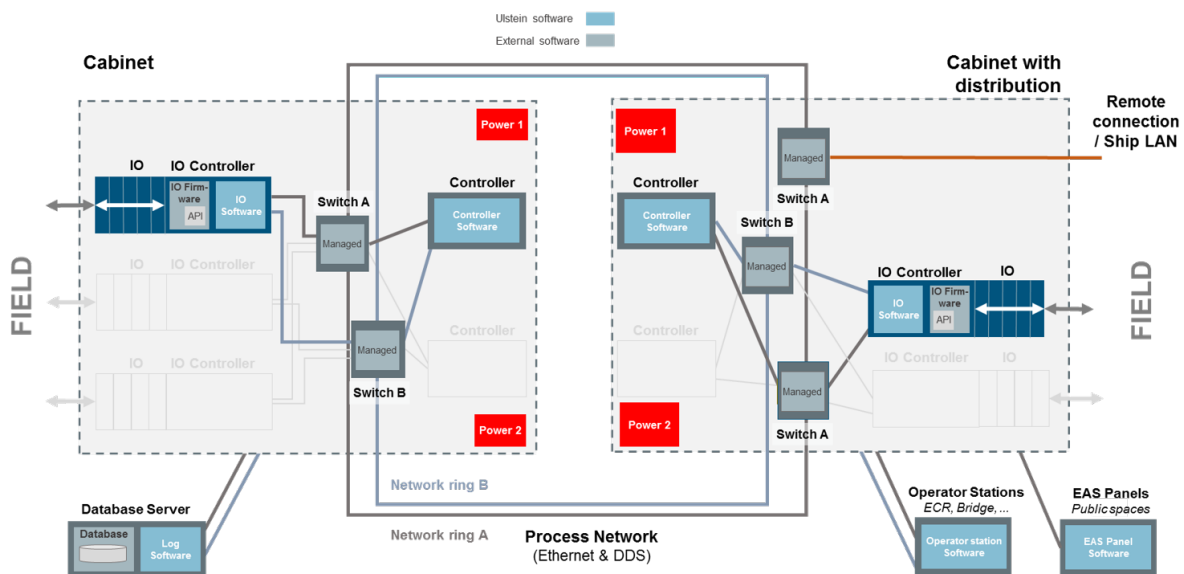 Ulstein software
External software
Cabinet
Cabinet with
distribution
Remote
connection
/ Ship LAN
Power 1
IO
IO Controller
IO Firm-
ware
API
IO
Software
Switch A
Managed
Controller
Controller
Software
FIELD
IO
IO Controller
IO
IO Controller
Managed
Switch B
Controller
Power 2
Power 1
Managed
Switch A
Controller
Controller
Software
Switch B
Managed
IO Controller
IO
IO
Software
IO Firm-
ware
API
FIELD
Controller
IO Controller
IO
Managed
Switch A
Power 2
Network ring B
Network ring A
Process Network
(Ethernet & DDS)
Database Server
Database
Log
Software
Operator Stations
ECR, Bridge, ...
Operator station
Software
EAS Panels
Public spaces
EAS Panel
Software